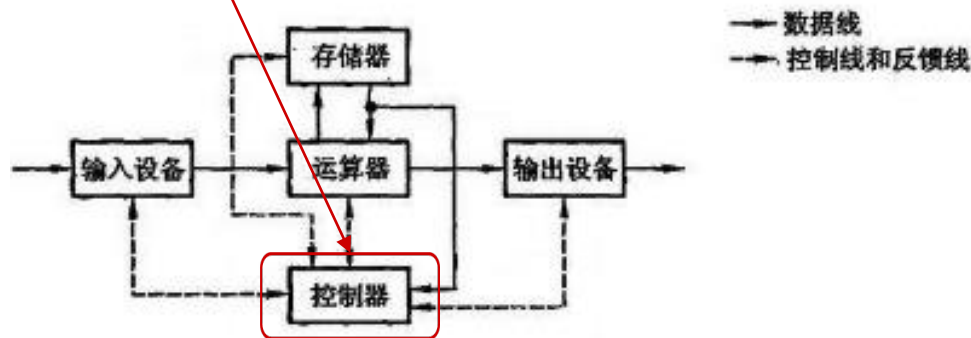 数据线
控制线和反馈线
存储器
输入设备
运算器
输出设备
控制器